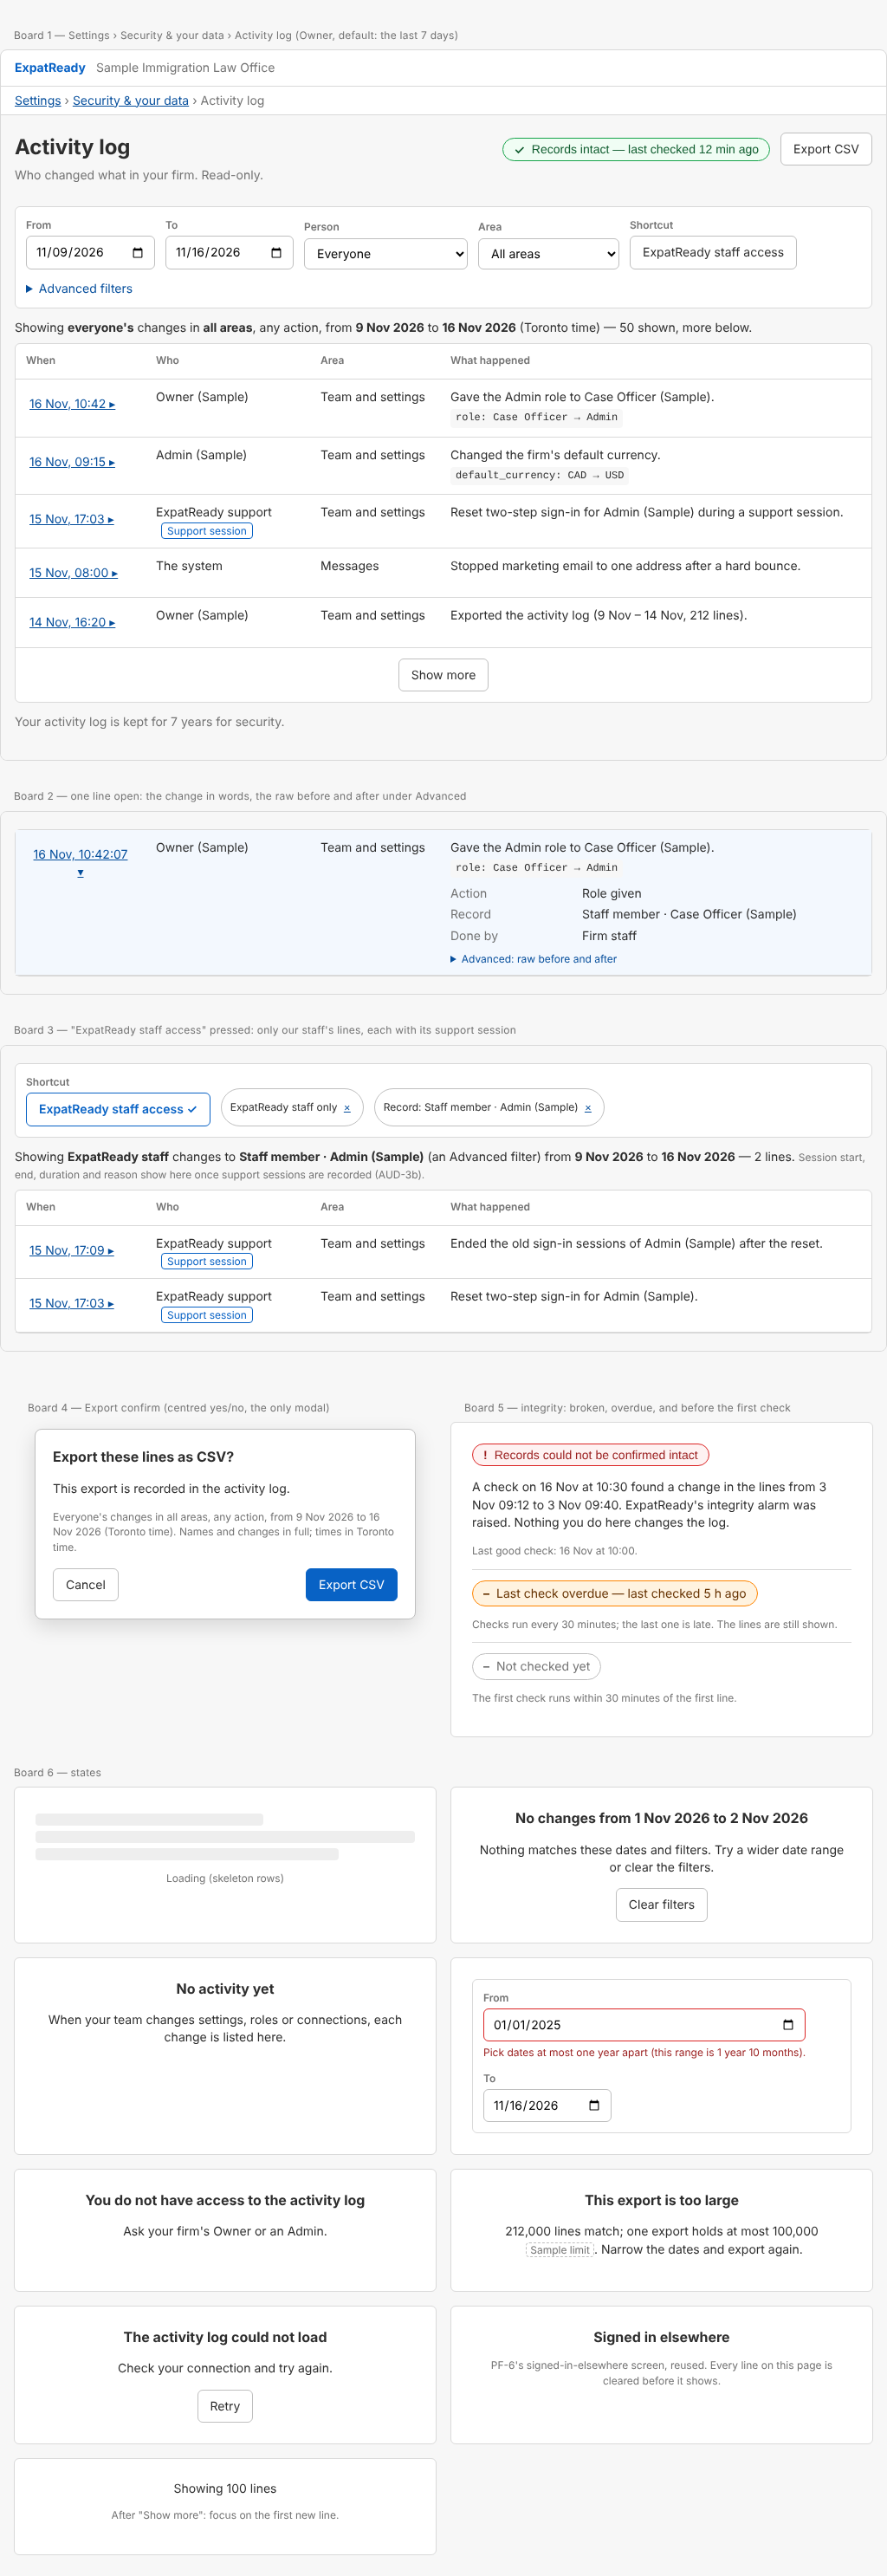 Board 1 — Settings › Security & your data › Activity log (Owner, default: the last 7 days)
ExpatReady Sample Immigration Law Office
Settings › Security & your data › Activity log
Activity log
✓ Records intact — last checked 12 min ago
Export CSV
Who changed what in your firm. Read-only.
From To Person Area Shortcut
11/09/2026 11/16/2026 Everyone All areas ExpatReady staff access
▶ Advanced filters
Showing everyone's changes in all areas, any action, from 9 Nov 2026 to 16 Nov 2026 (Toronto time) — 50 shown, more below.
When Who Area What happened
16 Nov, 10:42 ▸ Owner (Sample) Team and settings Gave the Admin role to Case Officer (Sample).
role: Case Officer → Admin
16 Nov, 09:15 ▸ Admin (Sample) Team and settings Changed the firm's default currency.
default_currency: CAD → USD
15 Nov, 17:03 ▸ ExpatReady support Team and settings Reset two-step sign-in for Admin (Sample) during a support session.
Support session
15 Nov, 08:00 ▸ The system Messages Stopped marketing email to one address after a hard bounce.
14 Nov, 16:20 ▸ Owner (Sample) Team and settings Exported the activity log (9 Nov – 14 Nov, 212 lines).
Show more
Your activity log is kept for 7 years for security.
Board 2 — one line open: the change in words, the raw before and after under Advanced
16 Nov, 10:42:07 ▾ Owner (Sample) Team and settings Gave the Admin role to Case Officer (Sample).
role: Case Officer → Admin
Action Role given
Record Staff member · Case Officer (Sample)
Done by Firm staff
▶ Advanced: raw before and after
Board 3 — "ExpatReady staff access" pressed: only our staff's lines, each with its support session
Shortcut
ExpatReady staff access ✓ ExpatReady staff only × Record: Staff member · Admin (Sample) ×
Showing ExpatReady staff changes to Staff member · Admin (Sample) (an Advanced filter) from 9 Nov 2026 to 16 Nov 2026 — 2 lines. Session start,
end, duration and reason show here once support sessions are recorded (AUD-3b).
When Who Area What happened
15 Nov, 17:09 ▸ ExpatReady support Team and settings Ended the old sign-in sessions of Admin (Sample) after the reset.
Support session
15 Nov, 17:03 ▸ ExpatReady support Team and settings Reset two-step sign-in for Admin (Sample).
Support session
Board 4 — Export confirm (centred yes/no, the only modal)
Export these lines as CSV?
This export is recorded in the activity log.
Everyone's changes in all areas, any action, from 9 Nov 2026 to 16
Nov 2026 (Toronto time). Names and changes in full; times in Toronto
time.
Cancel Export CSV
Board 5 — integrity: broken, overdue, and before the first check
! Records could not be confirmed intact
A check on 16 Nov at 10:30 found a change in the lines from 3
Nov 09:12 to 3 Nov 09:40. ExpatReady's integrity alarm was
raised. Nothing you do here changes the log.
Last good check: 16 Nov at 10:00.
– Last check overdue — last checked 5 h ago
Checks run every 30 minutes; the last one is late. The lines are still shown.
– Not checked yet
The first check runs within 30 minutes of the first line.
Board 6 — states
Loading (skeleton rows)
No changes from 1 Nov 2026 to 2 Nov 2026
Nothing matches these dates and filters. Try a wider date range
or clear the filters.
Clear filters
No activity yet
When your team changes settings, roles or connections, each
change is listed here.
From
01/01/2025
Pick dates at most one year apart (this range is 1 year 10 months).
To
11/16/2026
You do not have access to the activity log
Ask your firm's Owner or an Admin.
This export is too large
212,000 lines match; one export holds at most 100,000
Sample limit. Narrow the dates and export again.
The activity log could not load
Check your connection and try again.
Retry
Signed in elsewhere
PF-6's signed-in-elsewhere screen, reused. Every line on this page is
cleared before it shows.
Showing 100 lines
After "Show more": focus on the first new line.